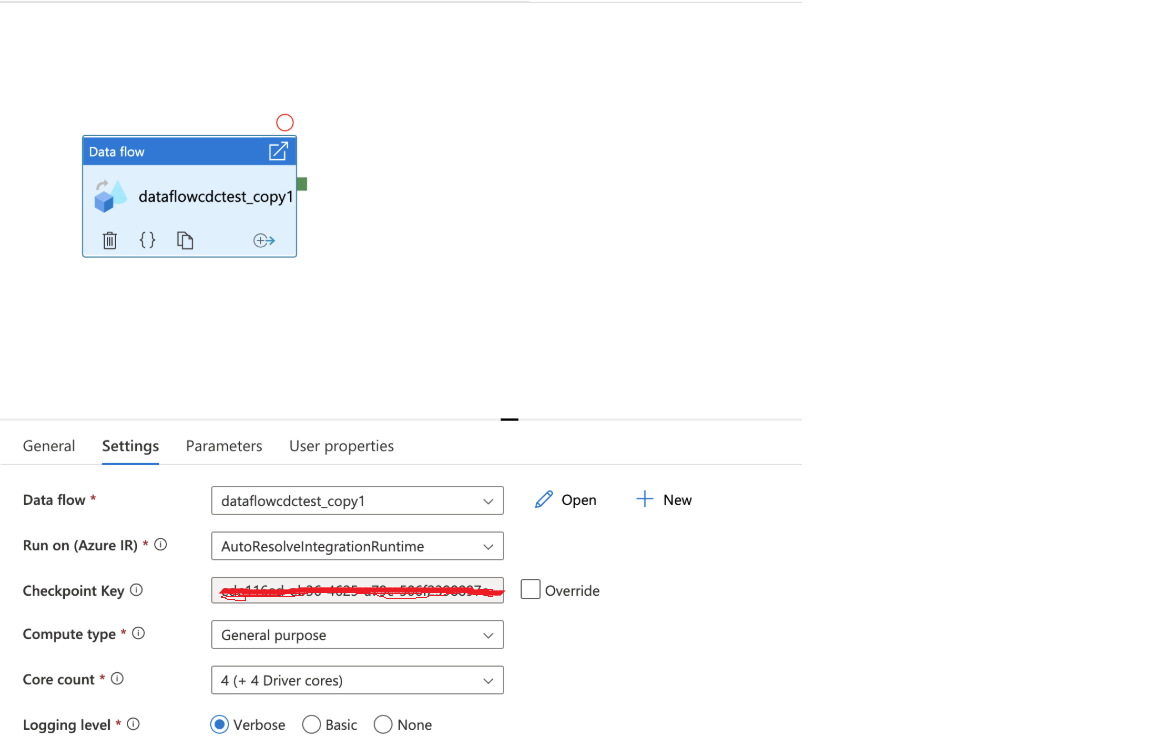 Data flow
dataflowcdctest_copy1
{}
General Settings Parameters User properties
Data flow * dataflowcdctest_copy1 Open New
Run on (Azure IR) * AutoResolveIntegrationRuntime
Checkpoint Key Override
Compute type * General purpose
Core count * 4 (+ 4 Driver cores)
Logging level * Verbose Basic None